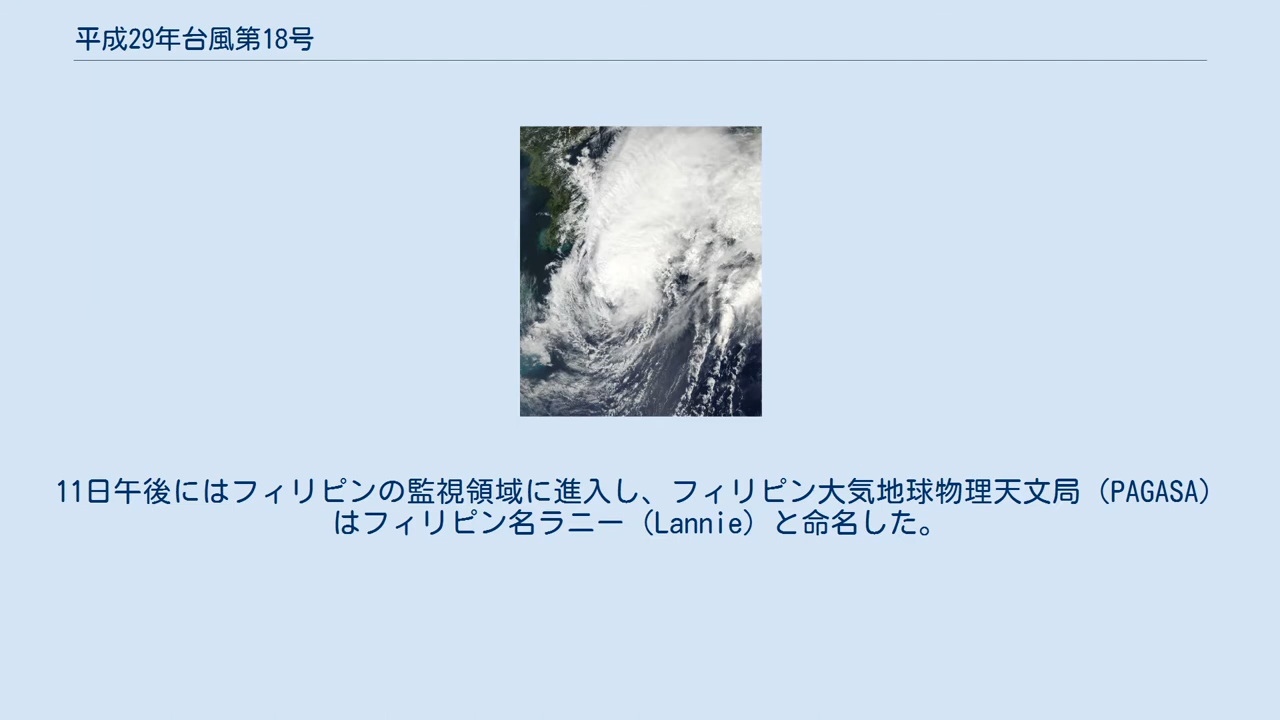 平成29年台風第18号
11日午後にはフィリピンの監視領域に進入し、フィリピン大気地球物理天文局（PAGASA）
はフィリピン名ラニー（Lannie）と命名した。